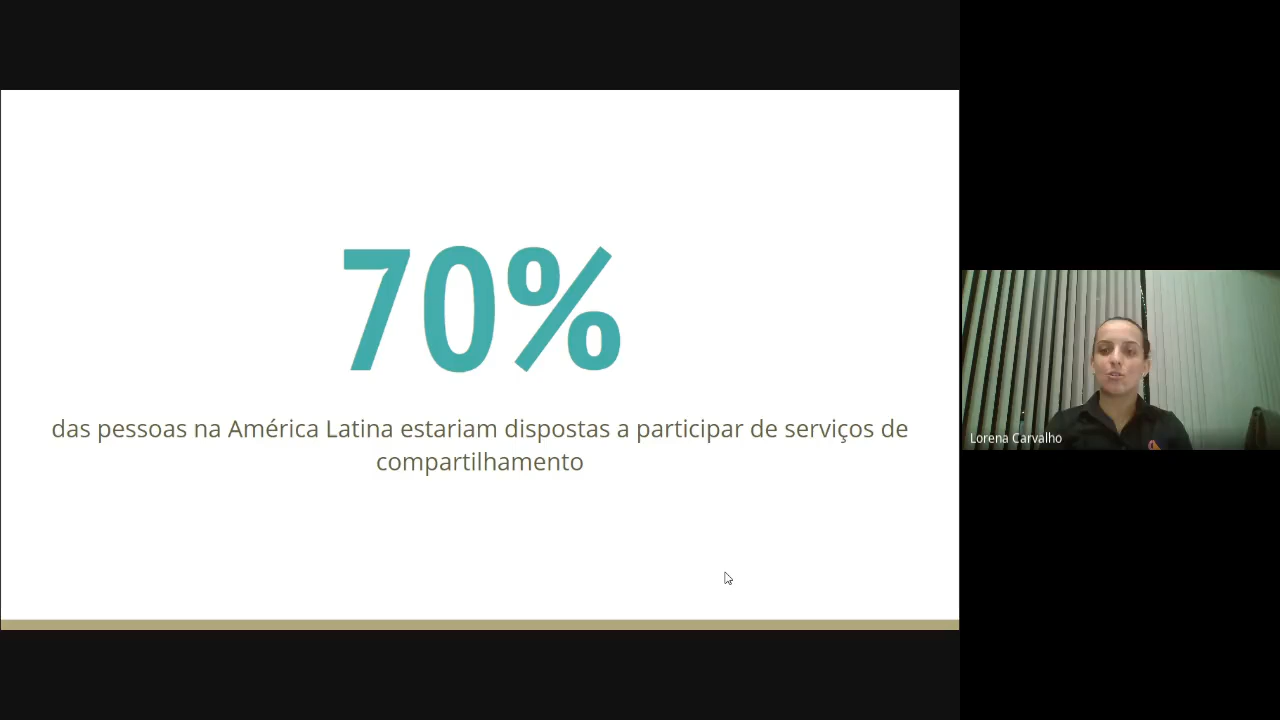 70%
das pessoas na América Latina estariam dispostas a participar de serviços de
compartilhamento
Lorena Carvalho